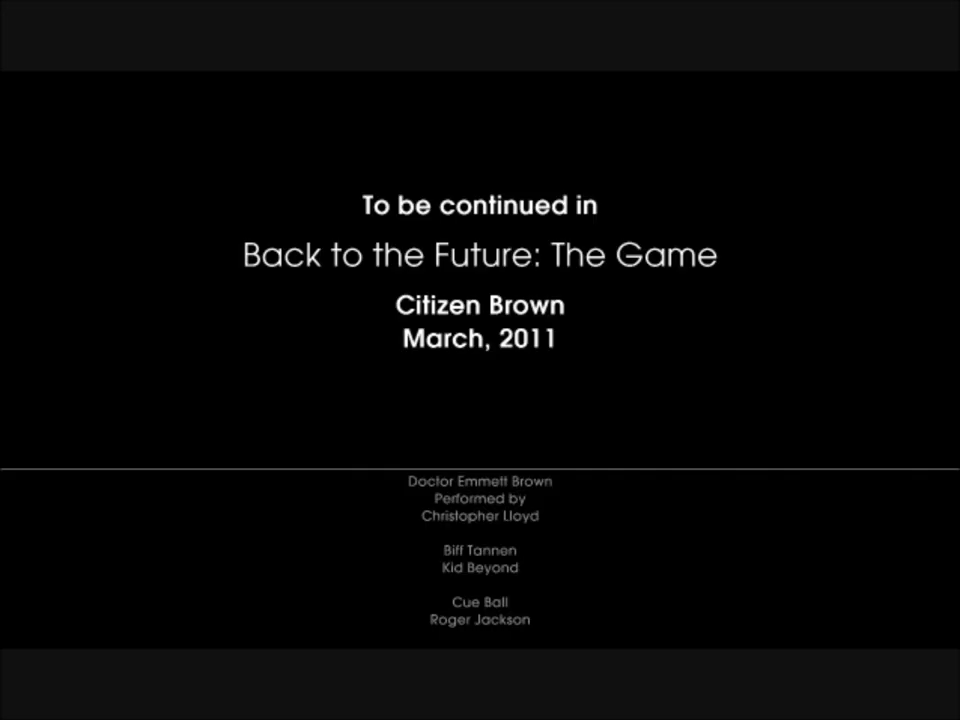 To be continued in
Back to the Future: The Game
Citizen Brown
March, 2011
Doctor Emmett Brown
Performed by
Christopher Lloyd
Biff Tannen
Kid Beyond
Cue Ball
Roger Jackson